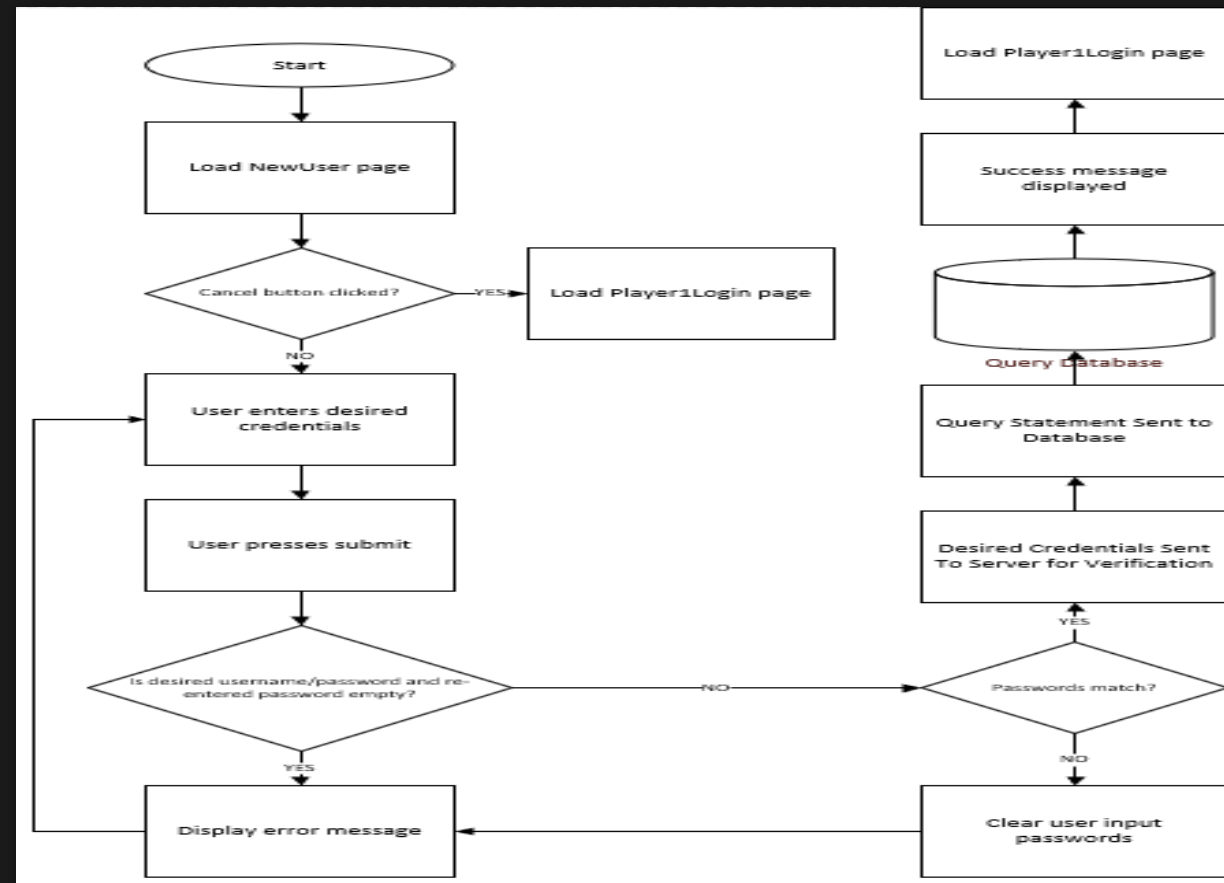 Start
Load NewUser page
Cancel button clicked?
YES
Load Player1Login page
NO
User enters desired
credentials
User presses submit
Is desired username/password and re-
entered password empty?
NO
YES
Display error message
Passwords match?
NO
Clear user input
passwords
YES
Desired Credentials Sent
To Server for Verification
Query Statement Sent to
Database
Query Database
Success message
displayed
Load Player1Login page